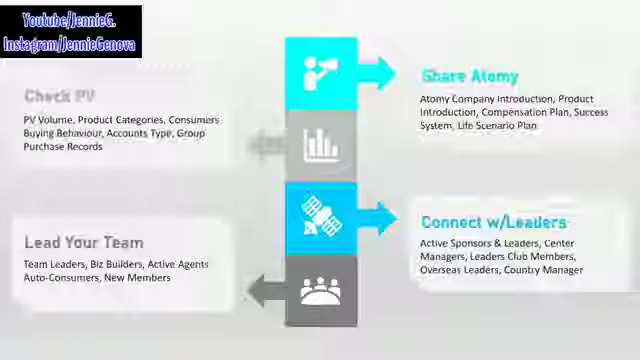 Youtube/JennieG.
Instagram/JennieGenova
Share Atomy
Atomy Company Introduction, Product
Introduction, Compensation Plan, Success
System, Life Scenario Plan
Check PV
PV Volume, Product Categories, Consumers
Buying Behaviour, Accounts Type, Group
Purchase Records
Connect w/Leaders
Active Sponsors & Leaders, Center
Managers, Leaders Club Members,
Overseas Leaders, Country Manager
Lead Your Team
Team Leaders, Biz Builders, Active Agents
Auto-Consumers, New Members